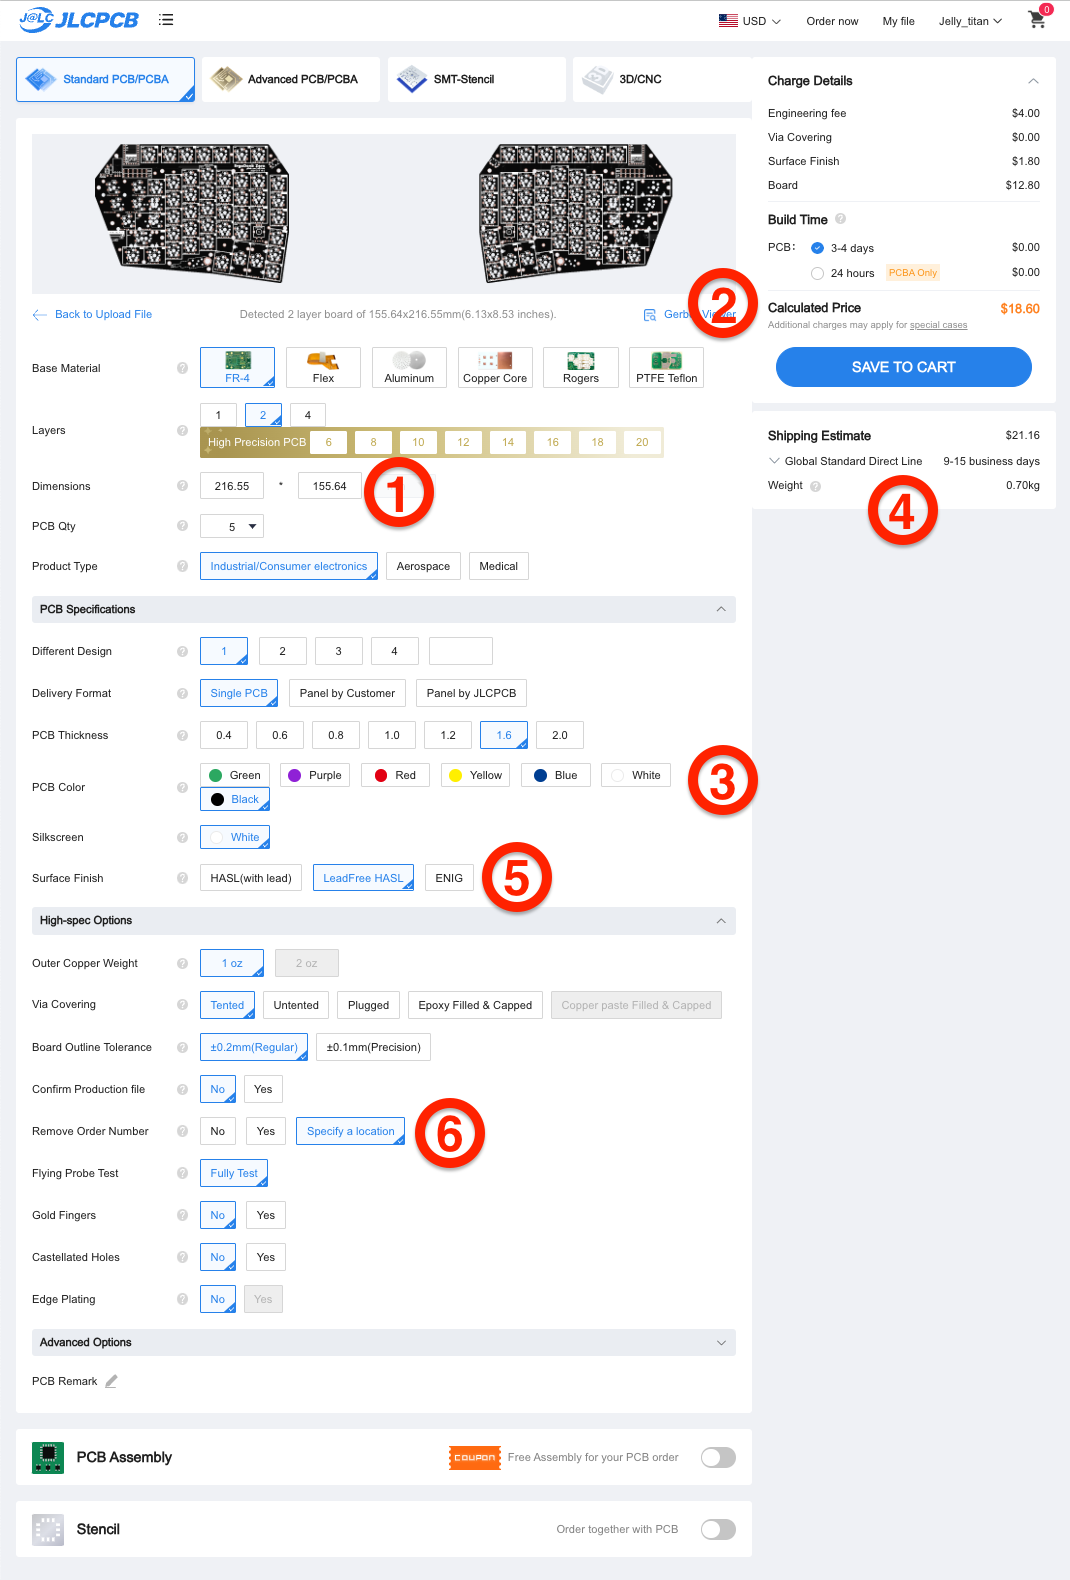 J@LC JLCPCB
USD
Order now
My file
Jelly_titan
0
Standard PCB/PCBA
Advanced PCB/PCBA
SMT-Stencil
3D/CNC
Back to Upload File
Detected 2 layer board of 155.64x216.55mm(6.13x8.53 inches).
2
Base Material ?
FR-4
Flex
Aluminum
Copper Core
Rogers
PTFE Teflon
Layers ?
1 2 4
High Precision PCB 6 8 10 12 14 16 18 20
Dimensions ? 216.55 * 155.64
1
PCB Qty ? 5
Product Type ? Industrial/Consumer electronics Aerospace Medical
PCB Specifications
Different Design ? 1 2 3 4
Delivery Format ? Single PCB Panel by Customer Panel by JLCPCB
PCB Thickness ? 0.4 0.6 0.8 1.0 1.2 1.6 2.0
PCB Color ? Green Purple Red Yellow Blue White
Black
3
Silkscreen ? White
Surface Finish ? HASL(with lead) LeadFree HASL ENIG
5
High-spec Options
Outer Copper Weight ? 1 oz 2 oz
Via Covering ? Tented Untented Plugged Epoxy Filled & Capped Copper paste Filled & Capped
Board Outline Tolerance ? ±0.2mm(Regular) ±0.1mm(Precision)
Confirm Production file ? No Yes
Remove Order Number ? No Yes Specify a location
6
Flying Probe Test ? Fully Test
Gold Fingers ? No Yes
Castellated Holes ? No Yes
Edge Plating ? No Yes
Advanced Options
PCB Remark
PCB Assembly
COUPON
Free Assembly for your PCB order
Stencil
Order together with PCB
Charge Details
Engineering fee $4.00
Via Covering $0.00
Surface Finish $1.80
Board $12.80
Build Time ?
PCB: 3-4 days $0.00
24 hours PCBA Only $0.00
Calculated Price $18.60
Additional charges may apply for special cases
SAVE TO CART
Shipping Estimate $21.16
Global Standard Direct Line 9-15 business days
Weight ? 0.70kg
4